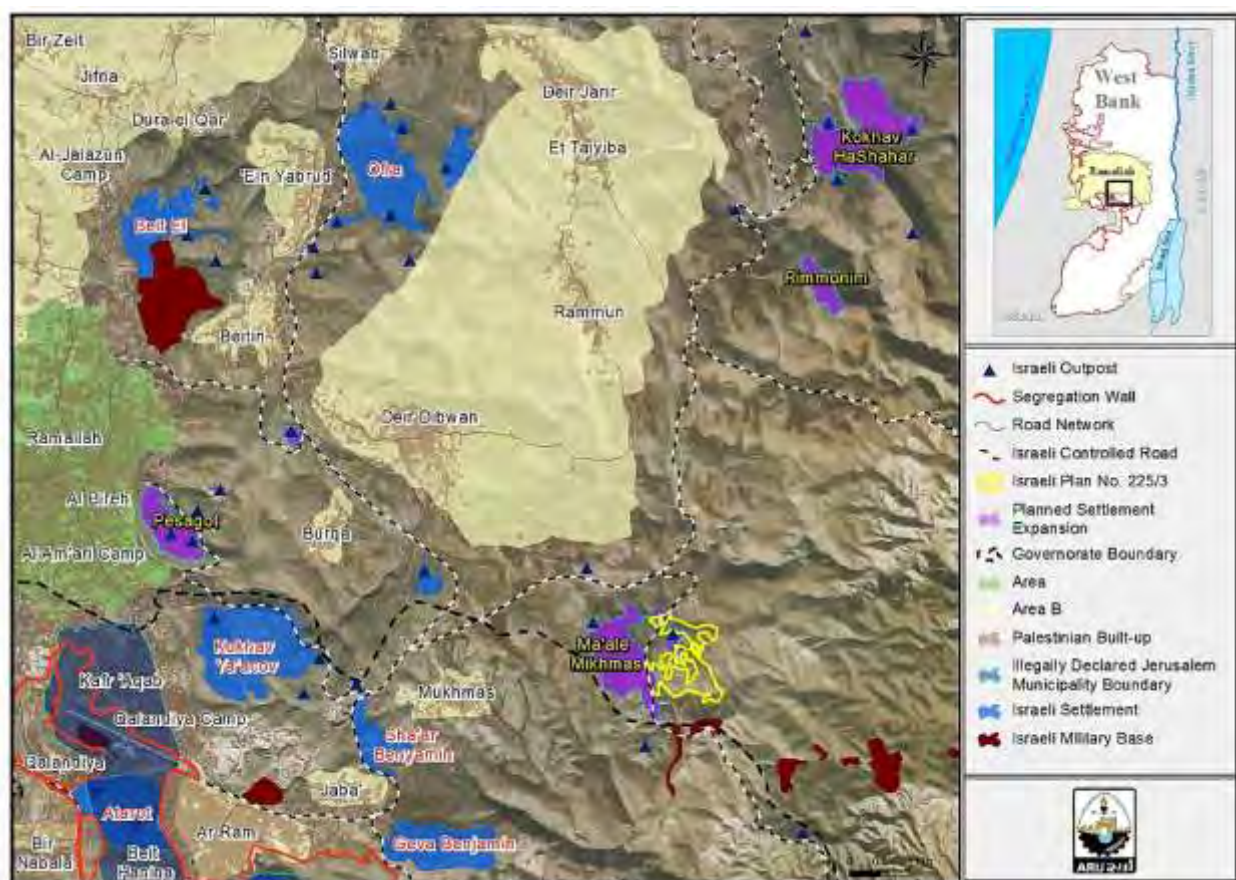 Bir Zeit
Jifna
Dura el Qar'
Al-Jalazun
Camp
Silwad
'Ein Yabrud
Ofra
Beit El
Beitin
Deir Jarir
Et Taiyiba
Rammun
Deir Dibwan
Kokhav
HaShahar
Rimmonim
Ramallah
Al Bireh
Al-Am'ari Camp
Pesagot
Burqa
Kokhav
Ya'acov
Ma'ale
Mikhmas
Mukhmas
Kafr 'Aqab
Qalandiya Camp
Qalandiya
Sha'ar
Benyamin
Jaba'
Atarot
Ar Ram
Bir
Nabala
Beit
Hanina
Geva Benjamin
West
Bank
Ramallah
Israeli Outpost
Segregation Wall
Road Network
Israeli Controlled Road
Israeli Plan No. 225/3
Planned Settlement
Expansion
Governorate Boundary
Area
Area B
Palestinian Built-up
Illegally Declared Jerusalem
Municipality Boundary
Israeli Settlement
Israeli Military Base
ARIJ